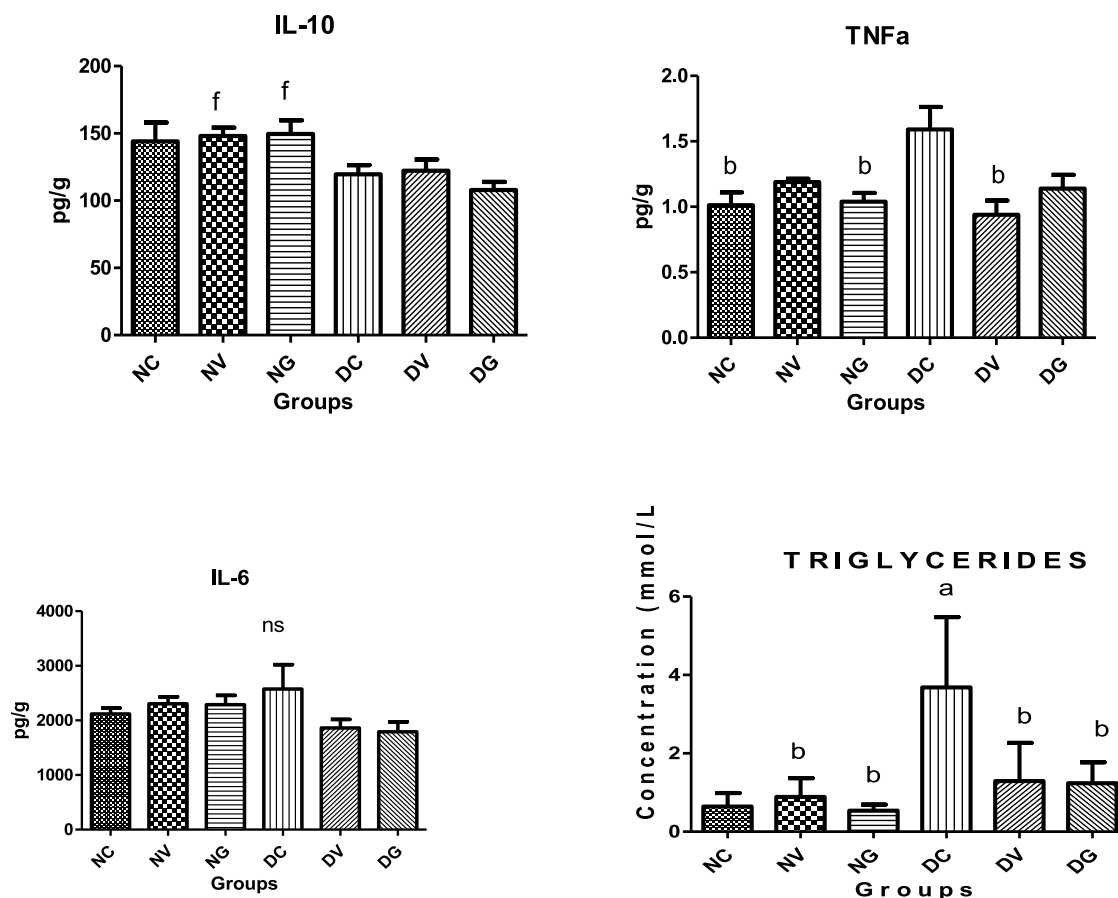 IL-10
pg/g
200
150
100
50
0
f f
NC NV NG DC DV DG
Groups
TNFa
pg/g
2.0
1.5
1.0
0.5
0.0
b b b
NC NV NG DC DV DG
Groups
IL-6
pg/g
4000
3000
2000
1000
0
ns
NC NV NG DC DV DG
Groups
TRIGLYCERIDES
Concentration (mmol/L
6
4
2
0
a
b b b b
NC NV NG DC DV DG
Groups